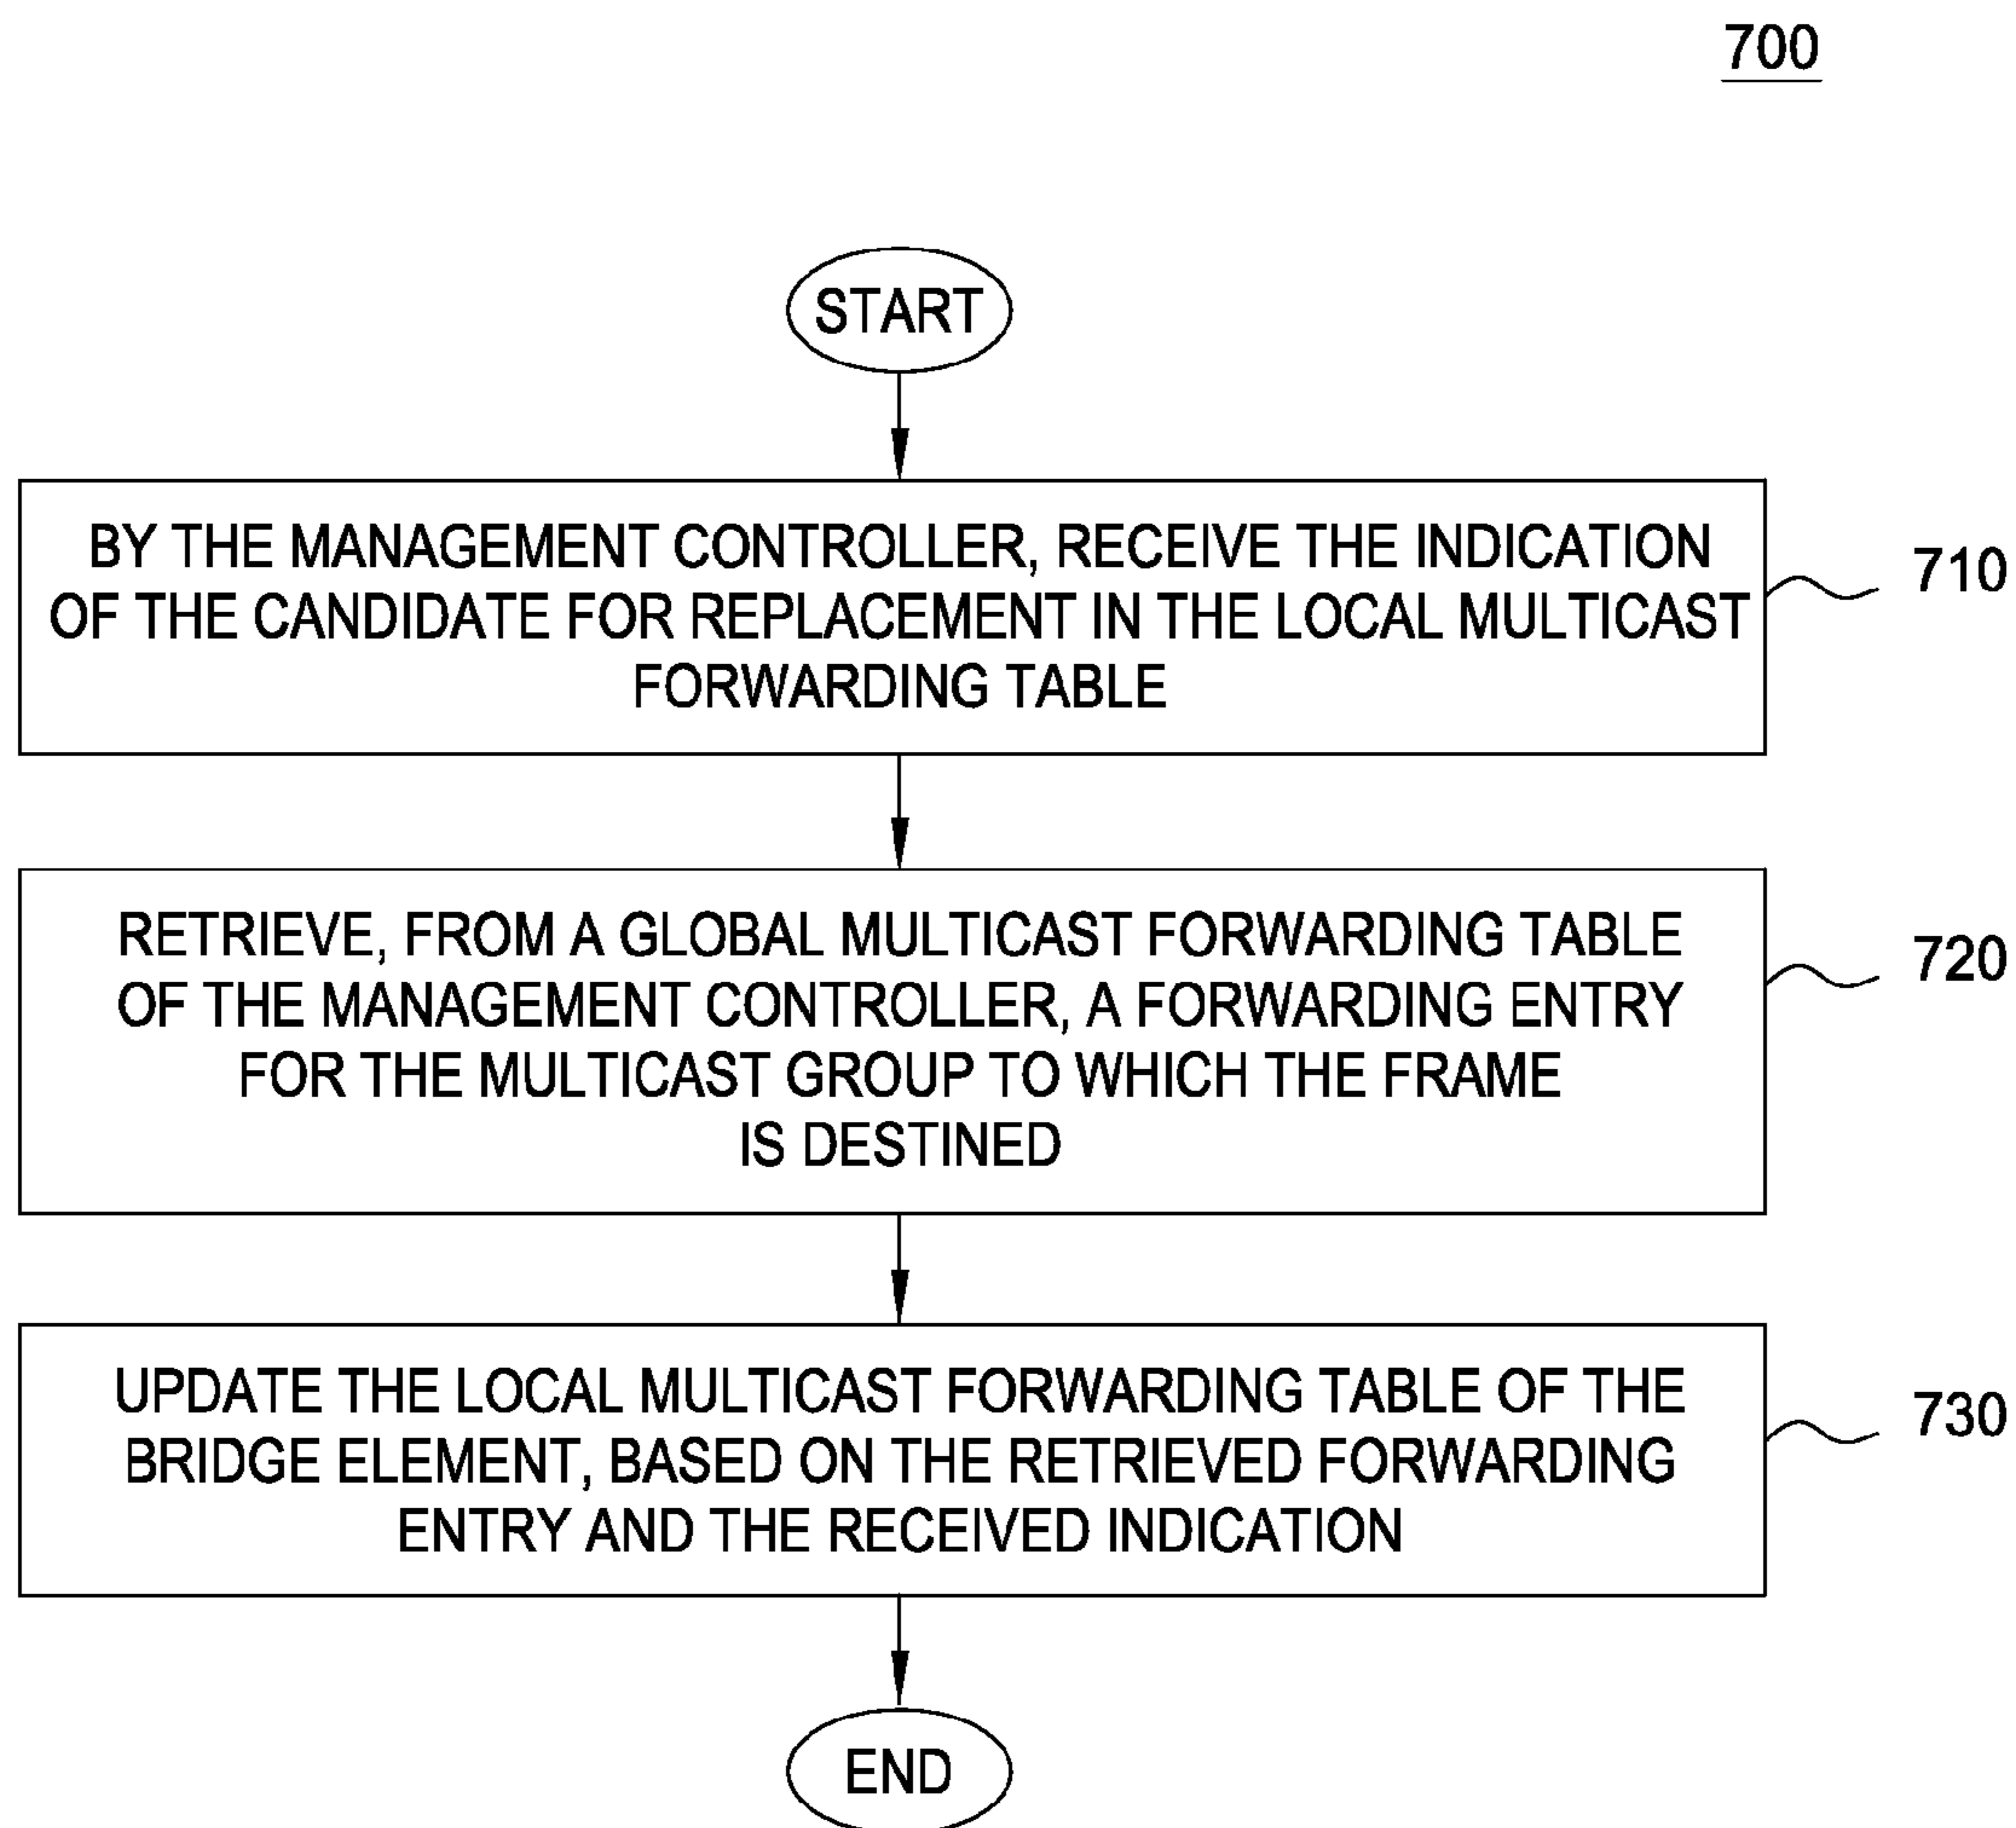 700
START
BY THE MANAGEMENT CONTROLLER, RECEIVE THE INDICATION
OF THE CANDIDATE FOR REPLACEMENT IN THE LOCAL MULTICAST
FORWARDING TABLE
710
RETRIEVE, FROM A GLOBAL MULTICAST FORWARDING TABLE
OF THE MANAGEMENT CONTROLLER, A FORWARDING ENTRY
FOR THE MULTICAST GROUP TO WHICH THE FRAME
IS DESTINED
720
UPDATE THE LOCAL MULTICAST FORWARDING TABLE OF THE
BRIDGE ELEMENT, BASED ON THE RETRIEVED FORWARDING
ENTRY AND THE RECEIVED INDICATION
730
END